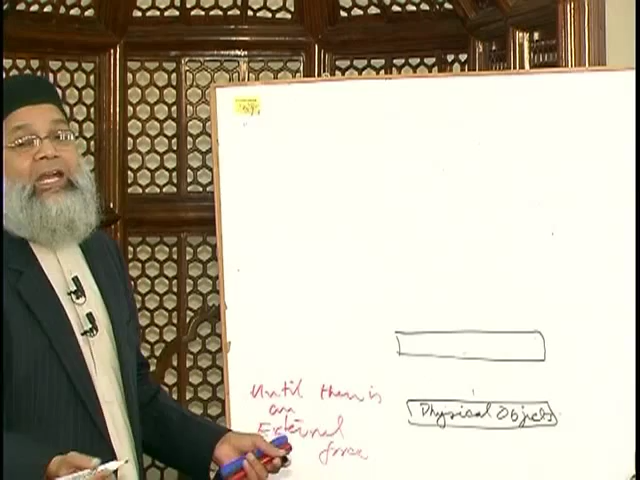 Until there is
an
External
force
Physical Objects